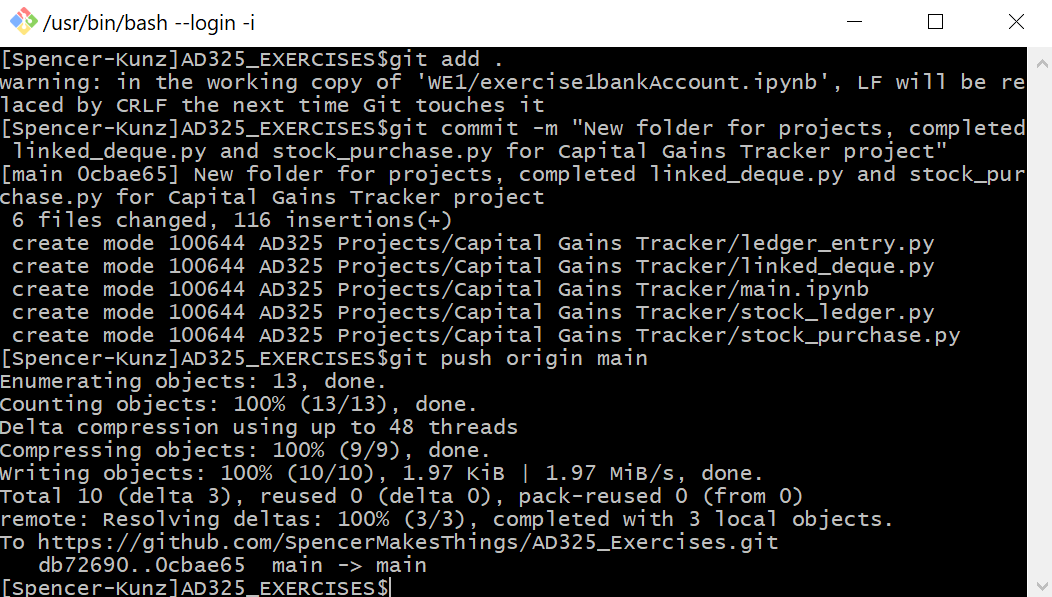 /usr/bin/bash --login -i
[Spencer-Kunz]AD325_EXERCISES$git add .
warning: in the working copy of 'WE1/exercise1bankAccount.ipynb', LF will be re
laced by CRLF the next time Git touches it
[Spencer-Kunz]AD325_EXERCISES$git commit -m "New folder for projects, completed
 linked_deque.py and stock_purchase.py for Capital Gains Tracker project"
[main 0cbae65] New folder for projects, completed linked_deque.py and stock_pur
chase.py for Capital Gains Tracker project
 6 files changed, 116 insertions(+)
 create mode 100644 AD325 Projects/Capital Gains Tracker/ledger_entry.py
 create mode 100644 AD325 Projects/Capital Gains Tracker/linked_deque.py
 create mode 100644 AD325 Projects/Capital Gains Tracker/main.ipynb
 create mode 100644 AD325 Projects/Capital Gains Tracker/stock_ledger.py
 create mode 100644 AD325 Projects/Capital Gains Tracker/stock_purchase.py
[Spencer-Kunz]AD325_EXERCISES$git push origin main
Enumerating objects: 13, done.
Counting objects: 100% (13/13), done.
Delta compression using up to 48 threads
Compressing objects: 100% (9/9), done.
Writing objects: 100% (10/10), 1.97 KiB | 1.97 MiB/s, done.
Total 10 (delta 3), reused 0 (delta 0), pack-reused 0 (from 0)
remote: Resolving deltas: 100% (3/3), completed with 3 local objects.
To https://github.com/SpencerMakesThings/AD325_Exercises.git
   db72690..0cbae65  main -> main
[Spencer-Kunz]AD325_EXERCISES$